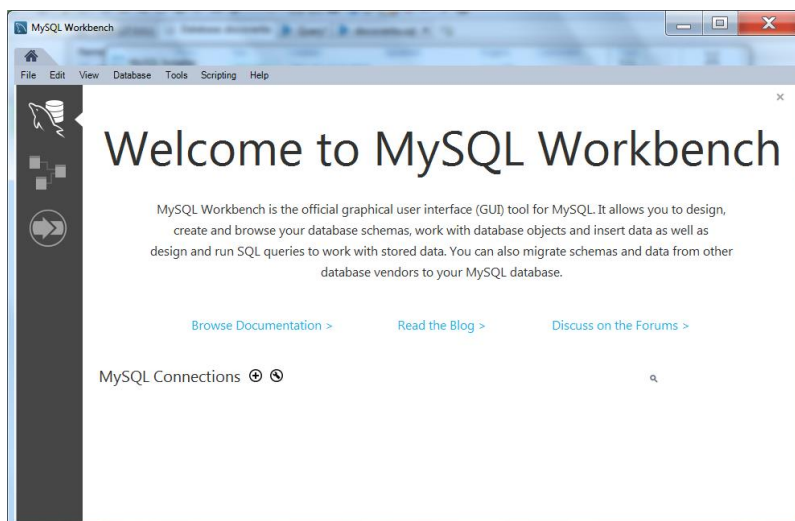 MySQL Workbench
File Edit View Database Tools Scripting Help
Welcome to MySQL Workbench
MySQL Workbench is the official graphical user interface (GUI) tool for MySQL. It allows you to design,
create and browse your database schemas, work with database objects and insert data as well as
design and run SQL queries to work with stored data. You can also migrate schemas and data from other
database vendors to your MySQL database.
Browse Documentation > Read the Blog > Discuss on the Forums >
MySQL Connections